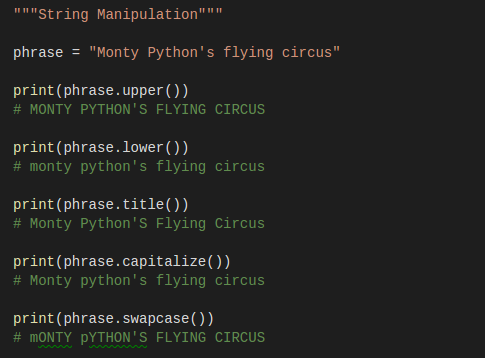 """String Manipulation"""
phrase = "Monty Python's flying circus"
print(phrase.upper())
# MONTY PYTHON'S FLYING CIRCUS
print(phrase.lower())
# monty python's flying circus
print(phrase.title())
# Monty Python'S Flying Circus
print(phrase.capitalize())
# Monty python's flying circus
print(phrase.swapcase())
# mONTY pYTHON'S FLYING CIRCUS